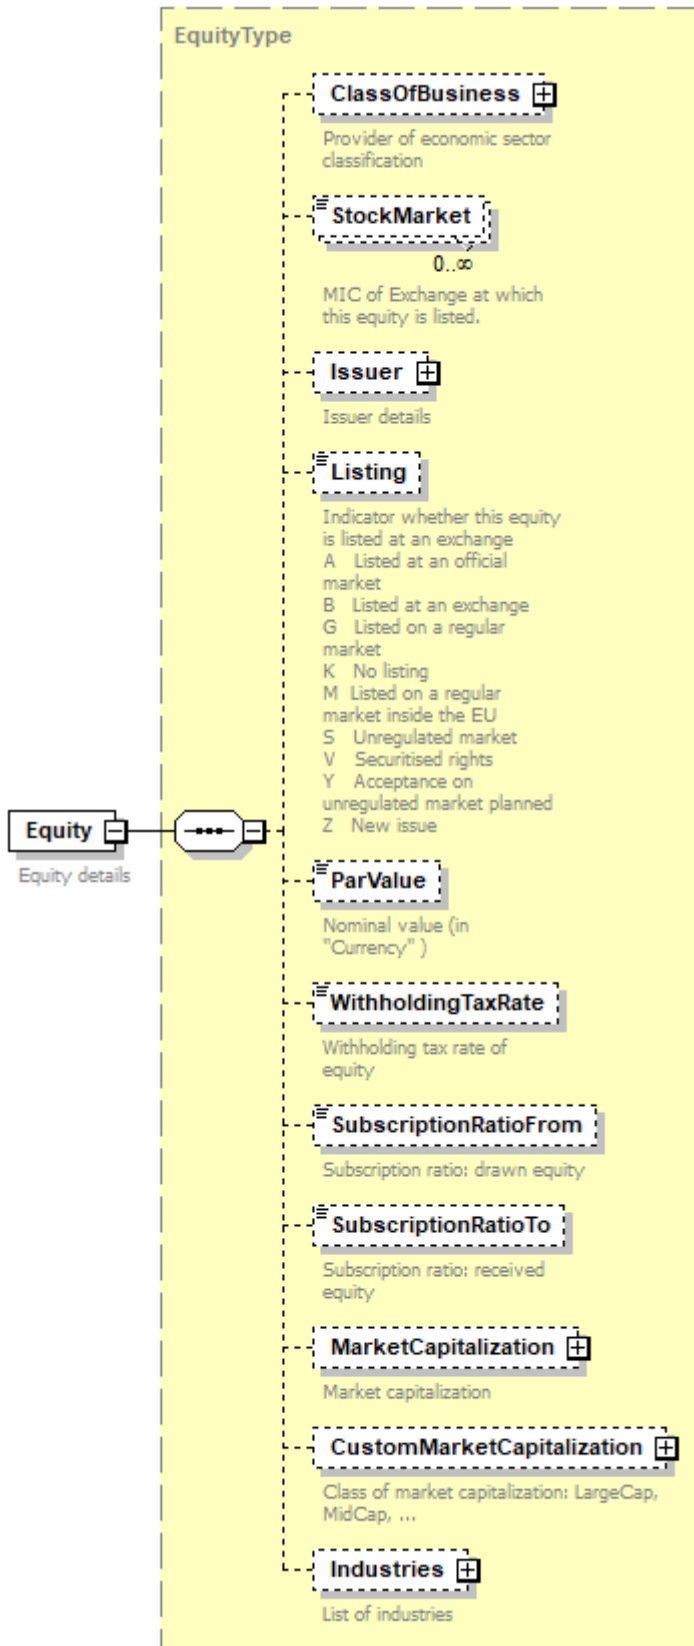 EquityType
ClassOfBusiness
Provider of economic sector
classification
StockMarket
0..∞
MIC of Exchange at which
this equity is listed.
Issuer
Issuer details
Listing
Indicator whether this equity
is listed at an exchange
A Listed at an official
market
B Listed at an exchange
G Listed on a regular
market
K No listing
M Listed on a regular
market inside the EU
S Unregulated market
V Securitised rights
Y Acceptance on
unregulated market planned
Z New issue
Equity
Equity details
ParValue
Nominal value (in
"Currency" )
WithholdingTaxRate
Withholding tax rate of
equity
SubscriptionRatioFrom
Subscription ratio: drawn equity
SubscriptionRatioTo
Subscription ratio: received
equity
MarketCapitalization
Market capitalization
CustomMarketCapitalization
Class of market capitalization: LargeCap,
MidCap, ...
Industries
List of industries